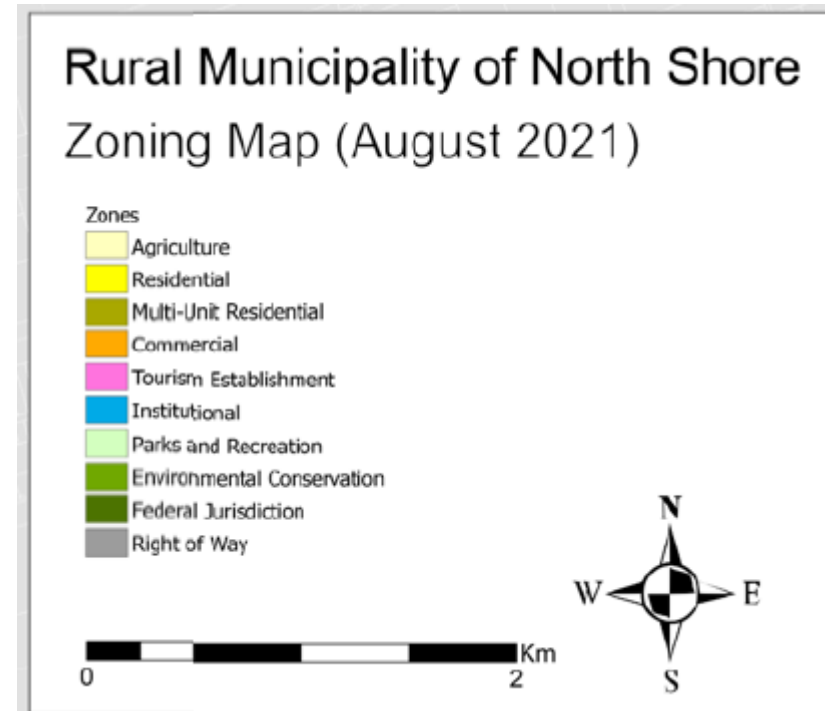 Rural Municipality of North Shore
Zoning Map (August 2021)
Zones
Agriculture
Residential
Multi-Unit Residential
Commercial
Tourism Establishment
Institutional
Parks and Recreation
Environmental Conservation
Federal Jurisdiction
Right of Way
N
W E
S
Km
0 2